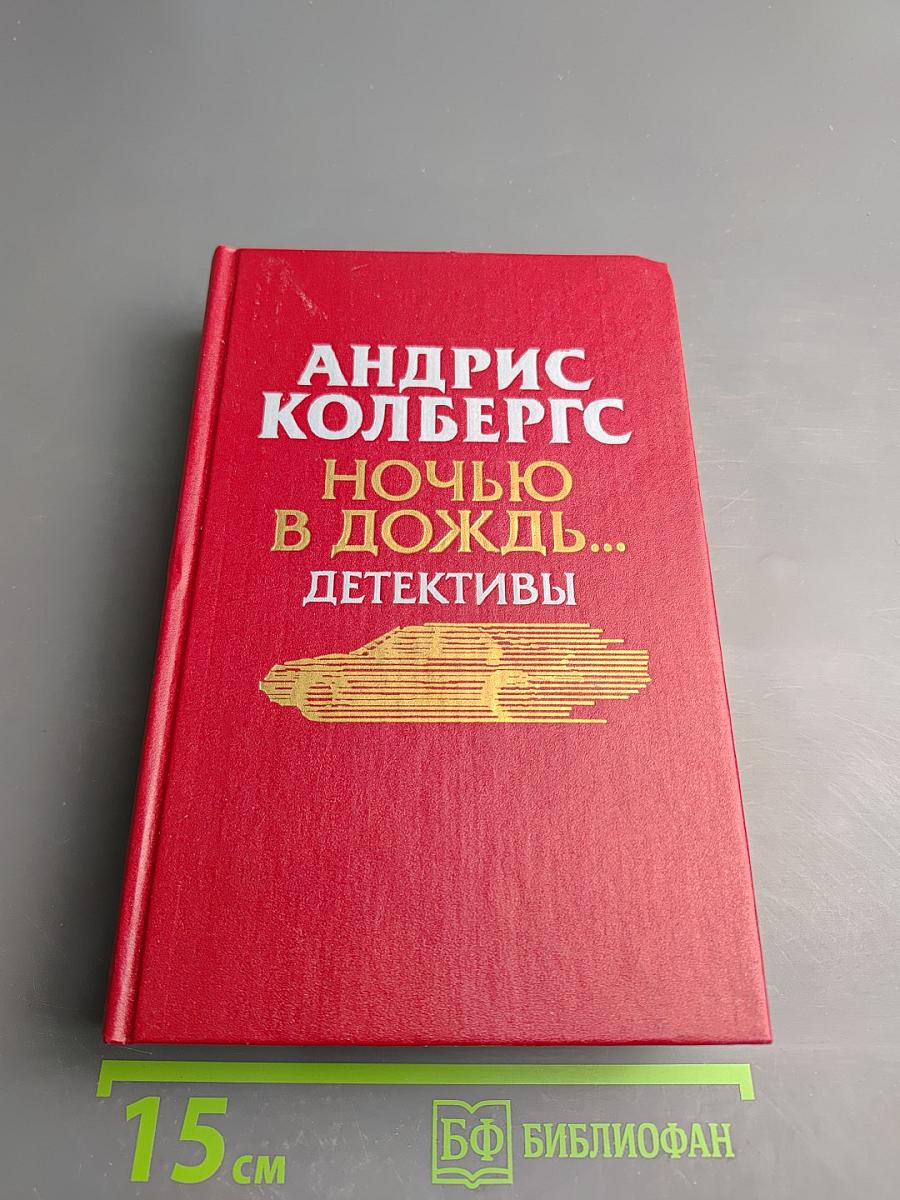 АНДРИС
КОЛБЕРГС
НОЧЬЮ
В ДОЖДЬ...
ДЕТЕКТИВЫ
15 см
БФ БИБЛИОФАН